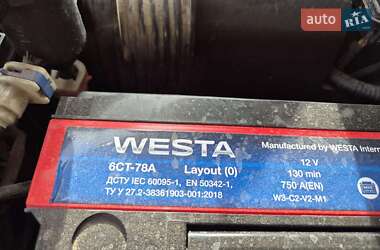 auto RIA
WESTA
Manufactured by WESTA Intern
6CT-78A Layout (0)
12 V
ДСТУ IEC 60095-1, EN 50342-1,
130 min
ТУ У 27.2-38361903-001:2018
750 A(EN)
W3-C2-V2-M1